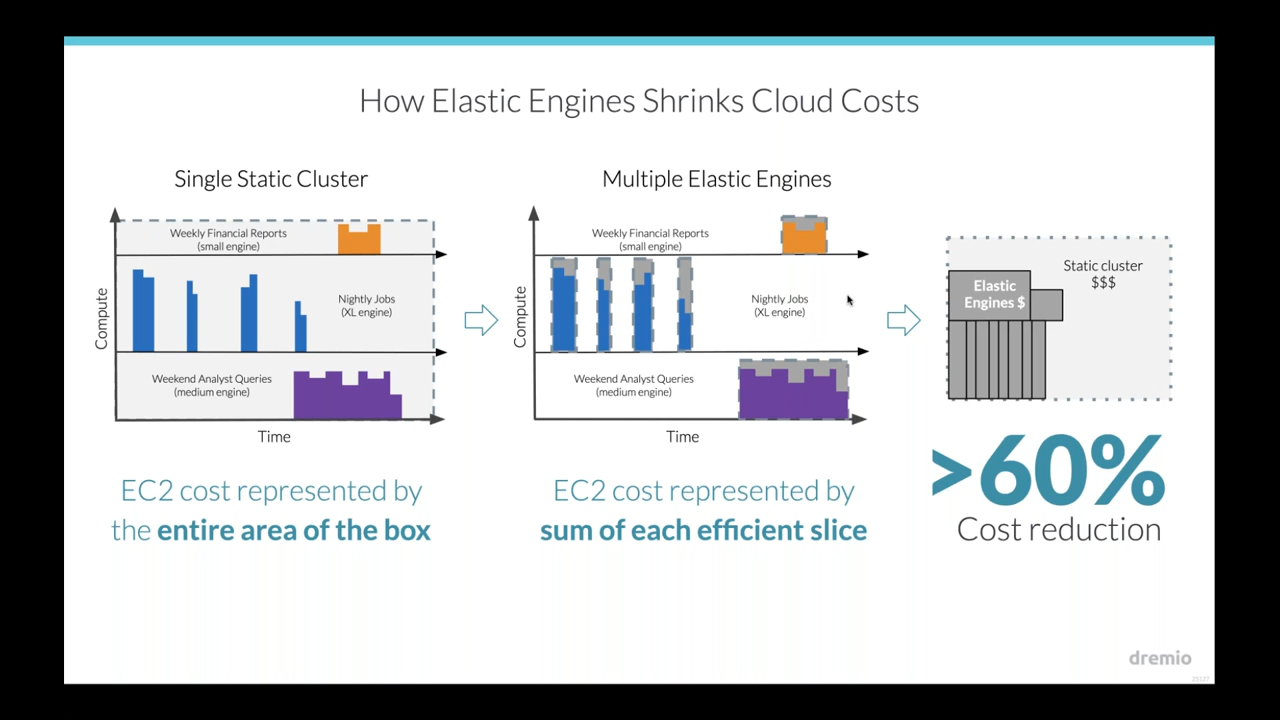 How Elastic Engines Shrinks Cloud Costs
Single Static Cluster
Compute
Weekly Financial Reports
(small engine)
Nightly Jobs
(XL engine)
Weekend Analyst Queries
(medium engine)
Time
EC2 cost represented by
the entire area of the box
Multiple Elastic Engines
Compute
Weekly Financial Reports
(small engine)
Nightly Jobs
(XL engine)
Weekend Analyst Queries
(medium engine)
Time
EC2 cost represented by
sum of each efficient slice
Elastic
Engines $
Static cluster
$$$
>60%
Cost reduction
dremio